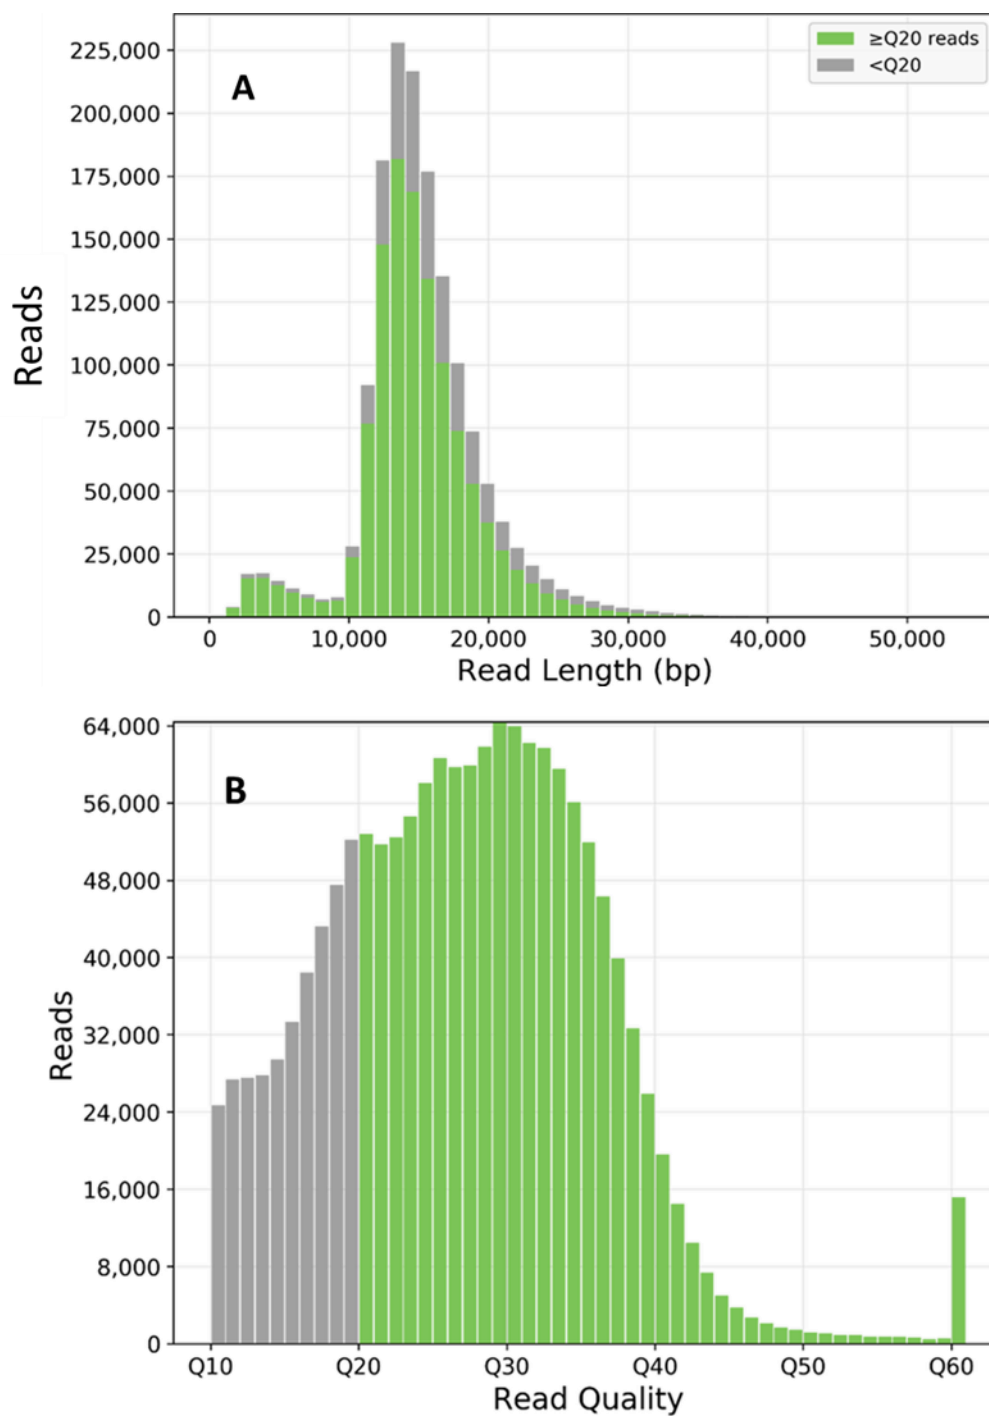 A
≥Q20 reads
<Q20
225,000
200,000
175,000
150,000
125,000
100,000
75,000
50,000
25,000
0
Reads
0 10,000 20,000 30,000 40,000 50,000
Read Length (bp)
B
64,000
56,000
48,000
40,000
32,000
24,000
16,000
8,000
0
Reads
Q10 Q20 Q30 Q40 Q50 Q60
Read Quality